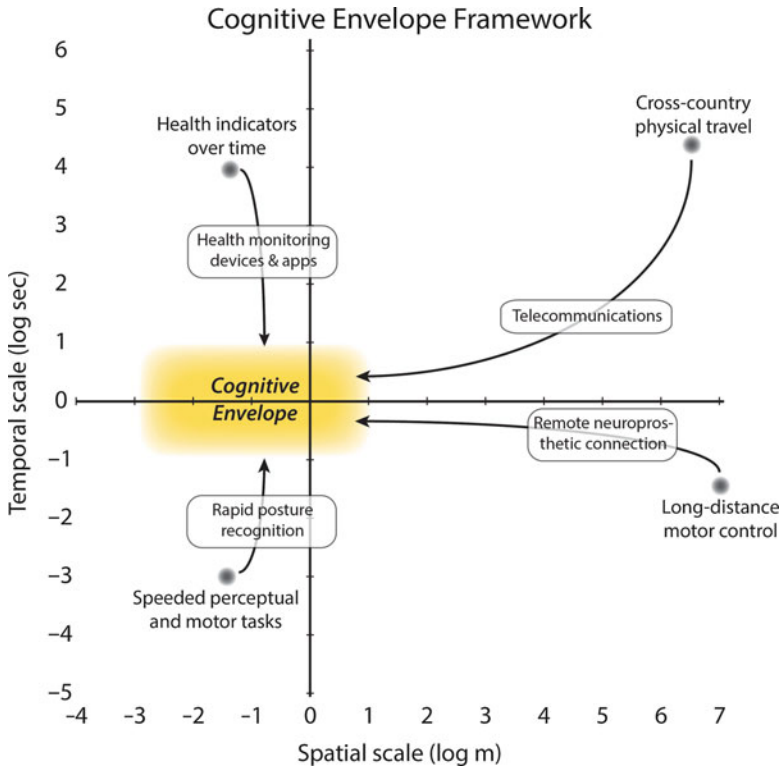 Cognitive Envelope Framework
6
5
4
3
2
1
0
−1
−2
−3
−4
−5
Temporal scale (log sec)
Health indicators
over time
Cross-country
physical travel
Health monitoring
devices & apps
Telecommunications
Cognitive
Envelope
Remote neuropros-
thetic connection
Long-distance
motor control
Rapid posture
recognition
Speeded perceptual
and motor tasks
−4 −3 −2 −1 0 1 2 3 4 5 6 7
Spatial scale (log m)